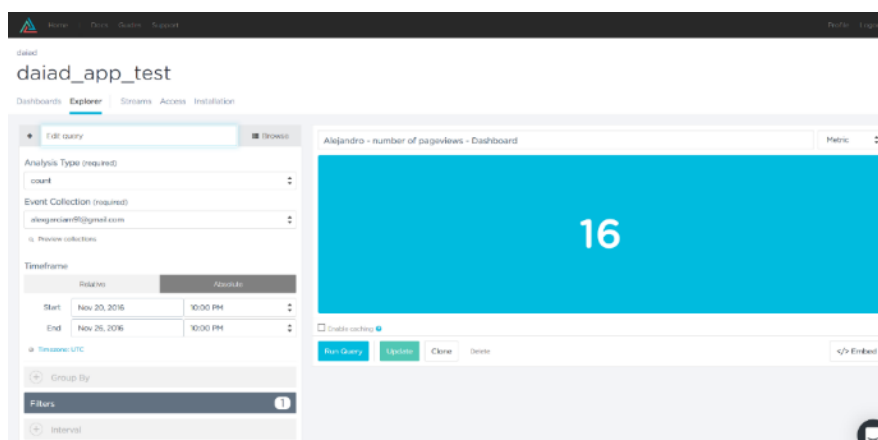 Home Docs Guides Support Profile Logout
daiad
daiad_app_test
Dashboards Explorer Streams Access Installation
+ Edit query Browse
Alejandro - number of pageviews - Dashboard Metric
Analysis Type (required)
count
Event Collection (required)
16
Preview collections
Timeframe
Relative Absolute
Start Nov 20, 2016 10:00 PM
End Nov 26, 2016 10:00 PM
Enable caching
Timezone: UTC
Run Query Update Clone Delete </> Embed
+ Group By
Filters 1
+ Interval